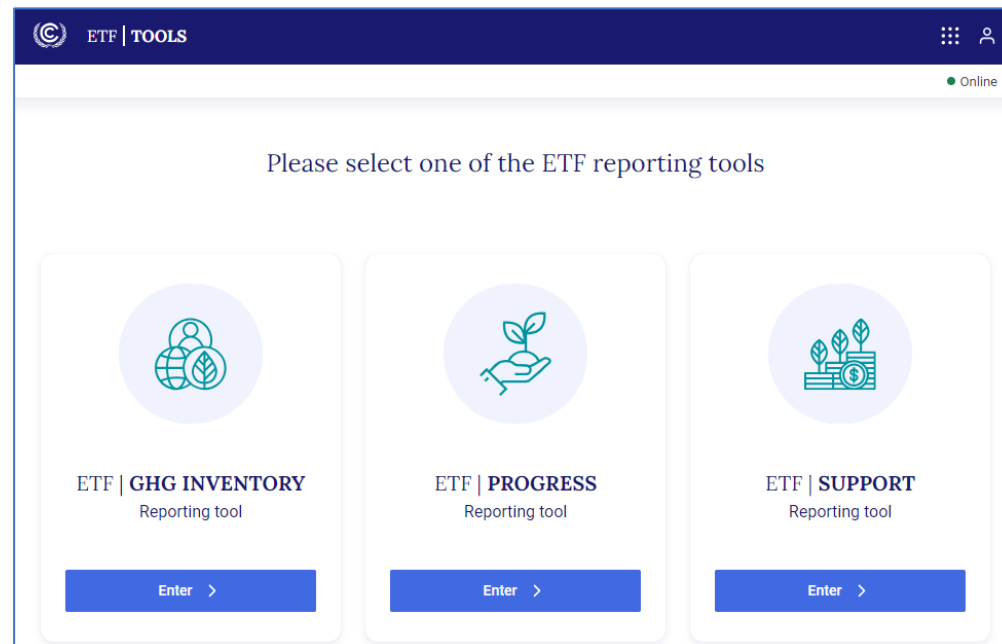 ETF | TOOLS
Online
Please select one of the ETF reporting tools
ETF | GHG INVENTORY
Reporting tool
Enter >
ETF | PROGRESS
Reporting tool
Enter >
ETF | SUPPORT
Reporting tool
Enter >